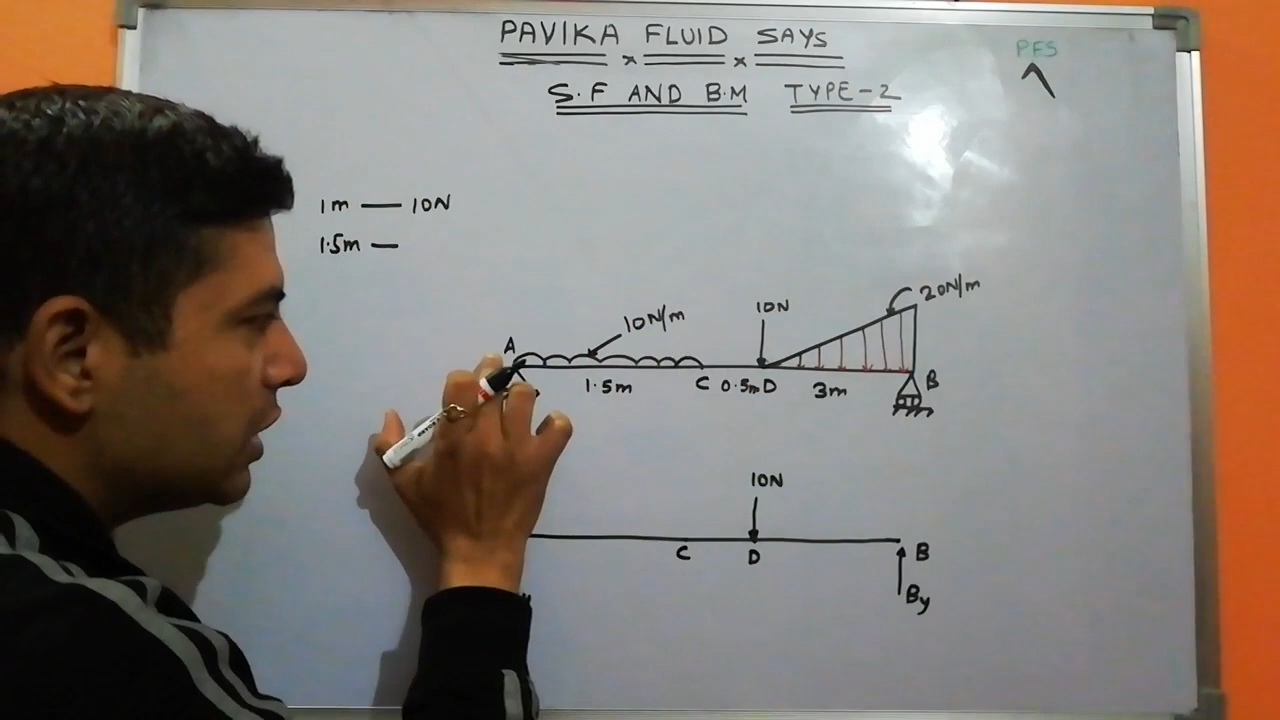 PAVIKA FLUID SAYS
PFS
S.F AND B.M TYPE-2
1m — 10N
1.5m —
20N/m
10N
10N/m
A
1.5m C 0.5m D 3m B
10N
C D B
By